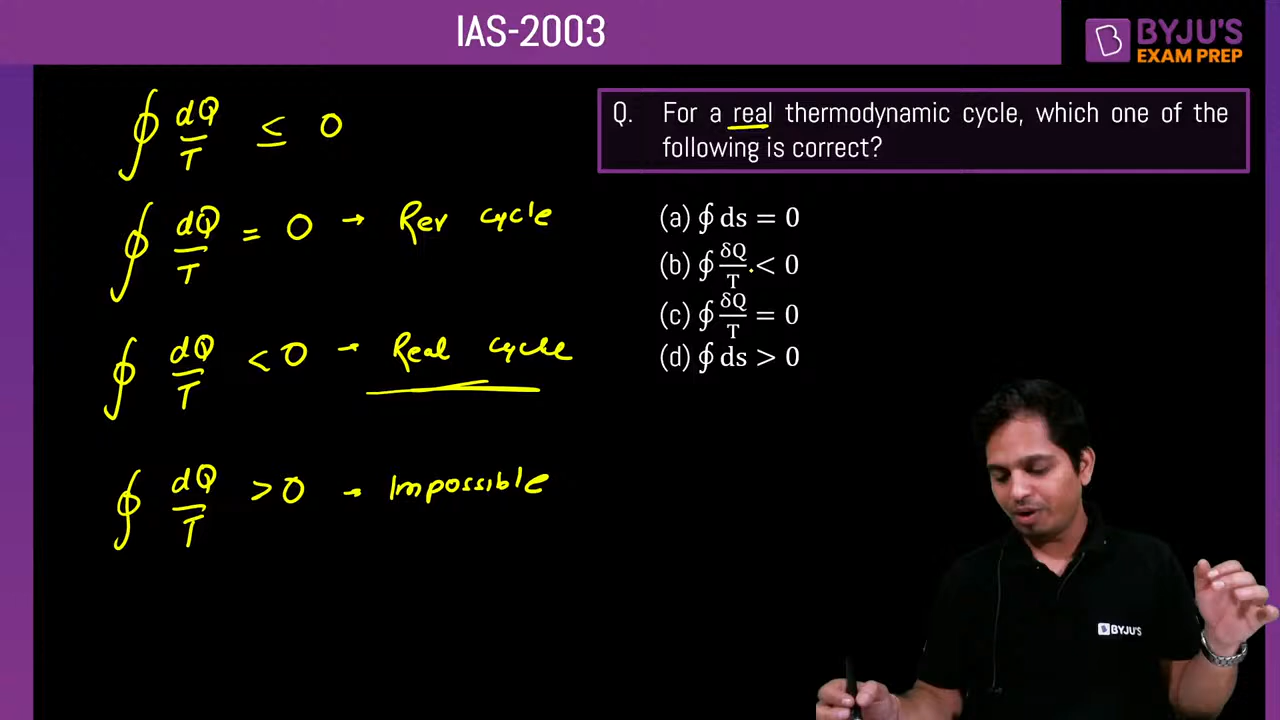 IAS-2003
BYJU'S
EXAM PREP
∮ dQ/T ≤ 0
∮ dQ/T = 0 → Rev cycle
∮ dQ/T < 0 → Real cycle
∮ dQ/T > 0 → Impossible
Q. For a real thermodynamic cycle, which one of the
following is correct?
(a) ∮ ds = 0
(b) ∮ δQ/T < 0
(c) ∮ δQ/T = 0
(d) ∮ ds > 0
BYJU'S